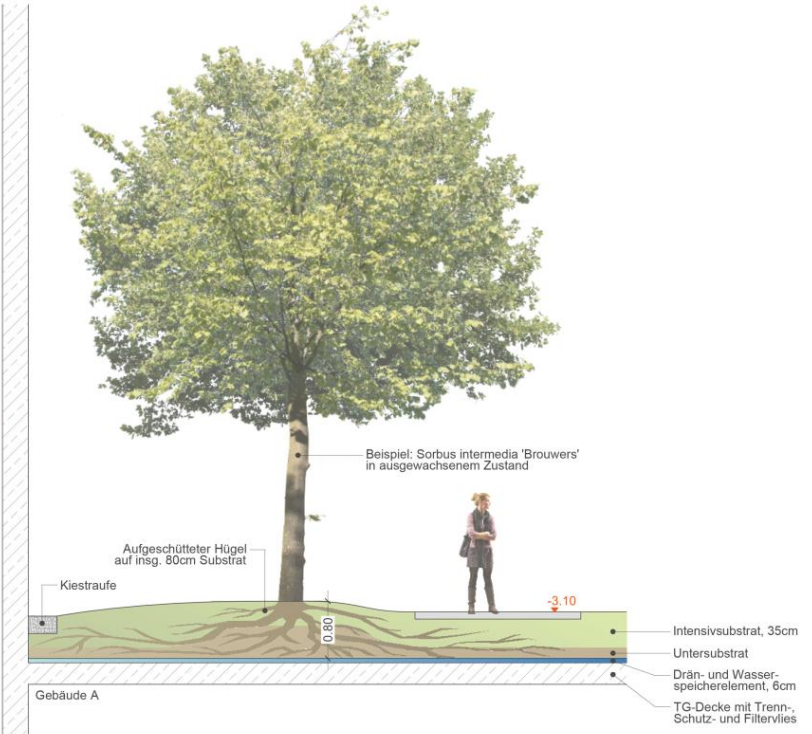 Beispiel: Sorbus intermedia 'Brouwers'
in ausgewachsenem Zustand
Aufgeschütteter Hügel
auf insg. 80cm Substrat
Kiestraufe
-3.10
0.80
Intensivsubstrat, 35cm
Untersubstrat
Drän- und Wasser-
speicherelement, 6cm
TG-Decke mit Trenn-,
Schutz- und Filtervlies
Gebäude A